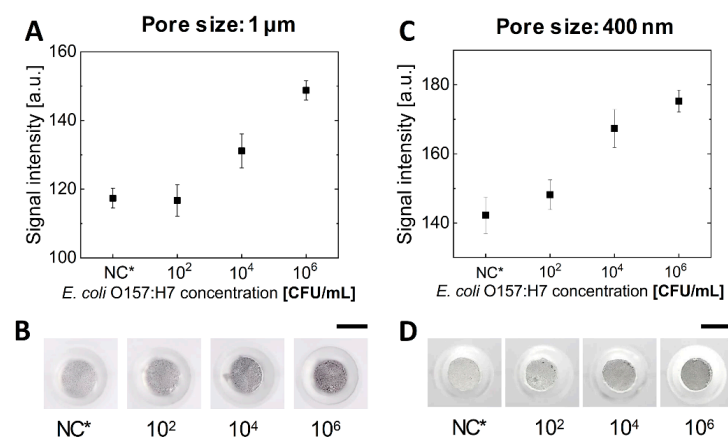 A
Pore size: 1 µm
Signal intensity [a.u.]
160
140
120
100
NC*
10²
10⁴
10⁶
E. coli O157:H7 concentration [CFU/mL]
B
NC*
10²
10⁴
10⁶
C
Pore size: 400 nm
Signal intensity [a.u.]
180
160
140
NC*
10²
10⁴
10⁶
E. coli O157:H7 concentration [CFU/mL]
D
NC*
10²
10⁴
10⁶